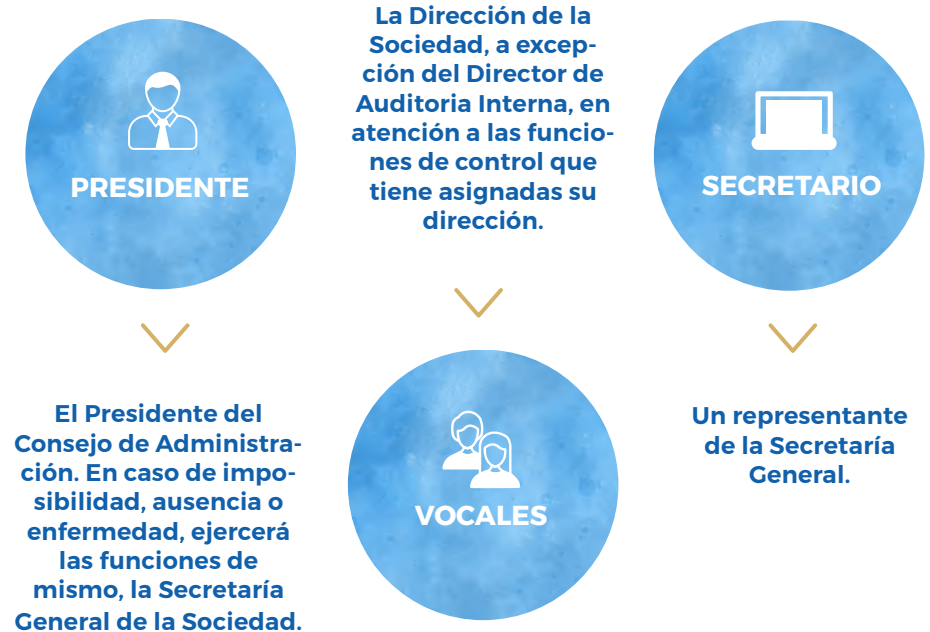 PRESIDENTE
El Presidente del
Consejo de Administra-
ción. En caso de impo-
sibilidad, ausencia o
enfermedad, ejercerá
las funciones de
mismo, la Secretaría
General de la Sociedad.
La Dirección de la
Sociedad, a excep-
ción del Director de
Auditoria Interna, en
atención a las funcio-
nes de control que
tiene asignadas su
dirección.
VOCALES
SECRETARIO
Un representante
de la Secretaría
General.